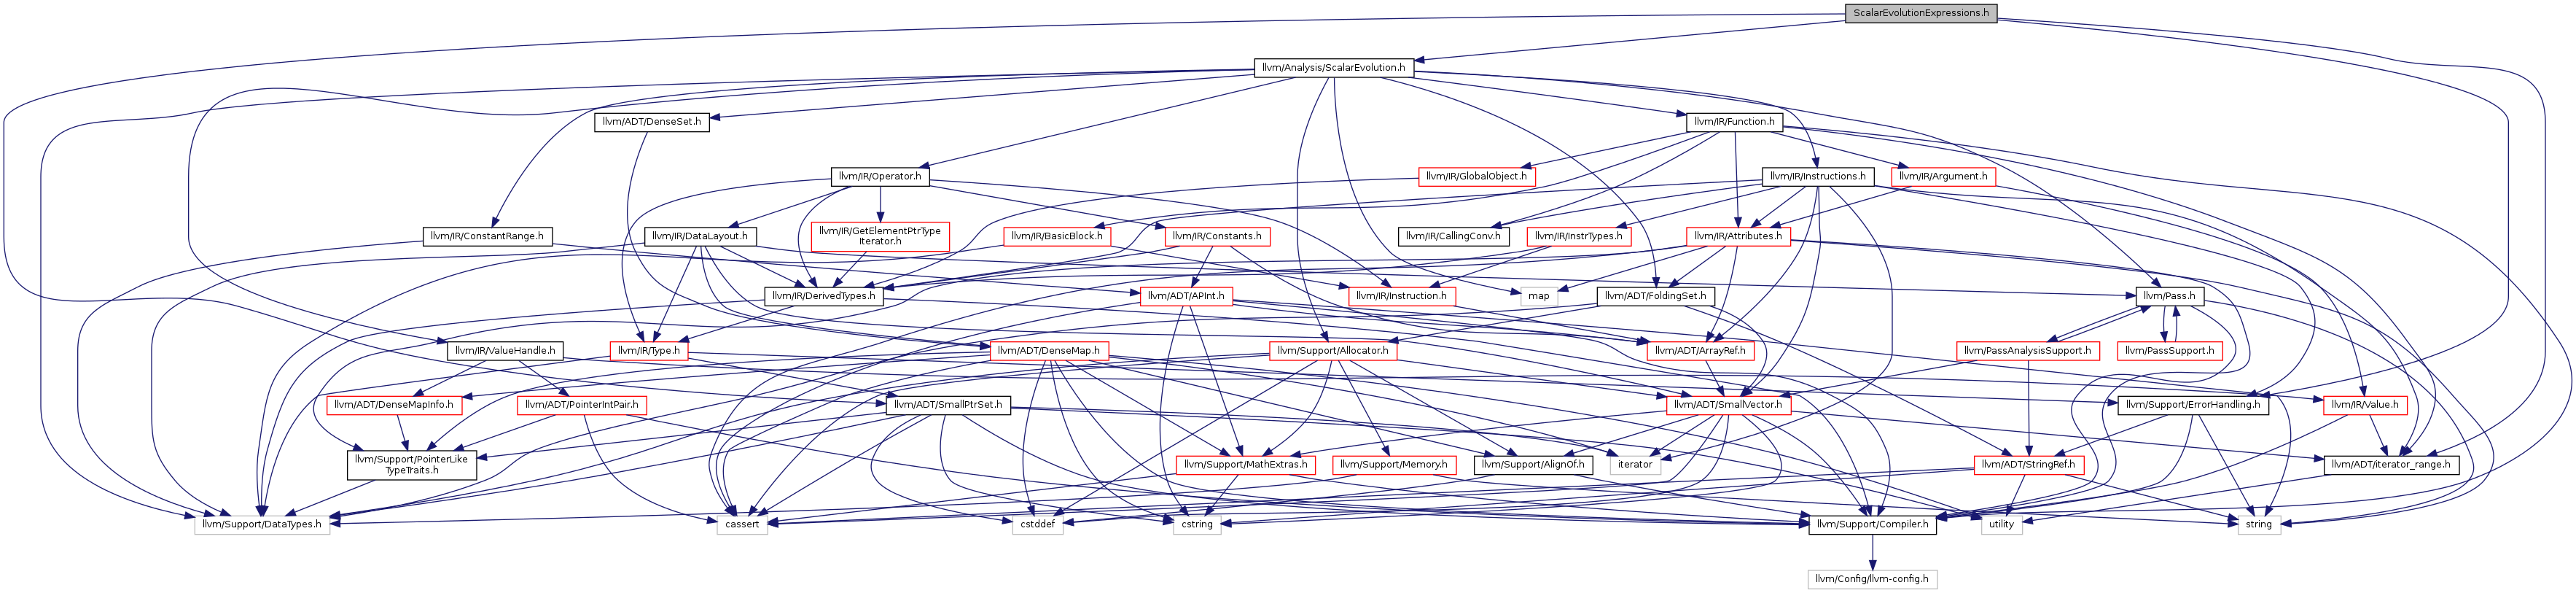 ScalarEvolutionExpressions.h
llvm/Analysis/ScalarEvolution.h
llvm/ADT/DenseSet.h
llvm/IR/Function.h
llvm/IR/Operator.h
llvm/IR/GlobalObject.h
llvm/IR/Instructions.h
llvm/IR/Argument.h
llvm/IR/ConstantRange.h
llvm/IR/DataLayout.h
llvm/IR/GetElementPtrType
Iterator.h
llvm/IR/BasicBlock.h
llvm/IR/Constants.h
llvm/IR/CallingConv.h
llvm/IR/InstrTypes.h
llvm/IR/Attributes.h
llvm/IR/DerivedTypes.h
llvm/ADT/APInt.h
llvm/IR/Instruction.h
map
llvm/ADT/FoldingSet.h
llvm/Pass.h
llvm/IR/ValueHandle.h
llvm/IR/Type.h
llvm/ADT/DenseMap.h
llvm/Support/Allocator.h
llvm/ADT/ArrayRef.h
llvm/PassAnalysisSupport.h
llvm/PassSupport.h
llvm/ADT/DenseMapInfo.h
llvm/ADT/PointerIntPair.h
llvm/ADT/SmallPtrSet.h
llvm/ADT/SmallVector.h
llvm/Support/ErrorHandling.h
llvm/IR/Value.h
llvm/Support/PointerLike
TypeTraits.h
llvm/Support/MathExtras.h
llvm/Support/Memory.h
llvm/Support/AlignOf.h
iterator
llvm/ADT/StringRef.h
llvm/ADT/iterator_range.h
llvm/Support/DataTypes.h
cassert
cstddef
cstring
llvm/Support/Compiler.h
utility
string
llvm/Config/llvm-config.h